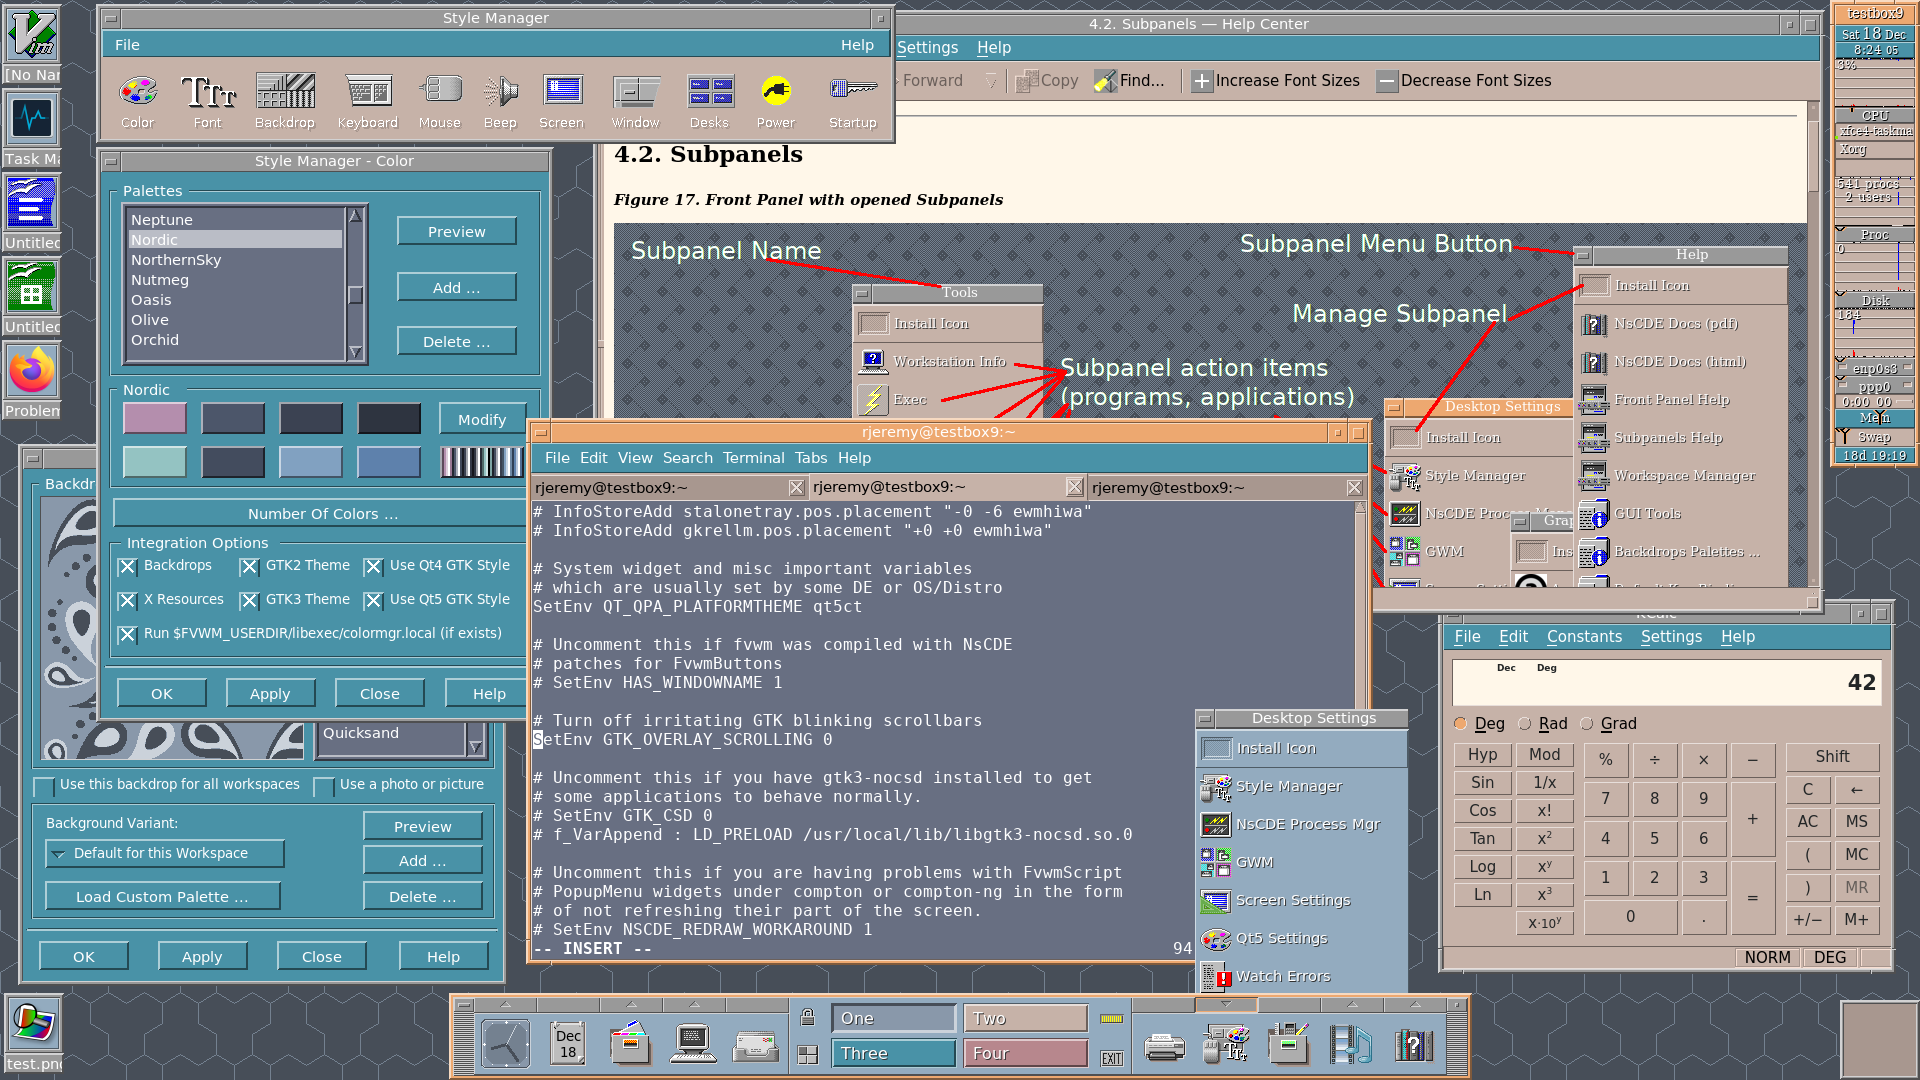 Vim
[No Nar
Task Ma
Untitled
Untitled
Problem
test.png
Style Manager
File
Help
Color
Font
Backdrop
Keyboard
Mouse
Beep
Screen
Window
Desks
Power
Startup
4.2. Subpanels — Help Center
Settings Help
Forward
Copy
Find...
Increase Font Sizes
Decrease Font Sizes
4.2. Subpanels
Figure 17. Front Panel with opened Subpanels
Subpanel Name
Subpanel Menu Button
Manage Subpanel
Subpanel action items
(programs, applications)
Tools
Install Icon
Workstation Info
Exec
Help
Install Icon
NsCDE Docs (pdf)
NsCDE Docs (html)
Front Panel Help
Subpanels Help
Workspace Manager
GUI Tools
Backdrops Palettes ...
Desktop Settings
Install Icon
Style Manager
NsCDE Process
GWM
Grap
Ins
testbox9
Sat 18 Dec
8:24 05
3%
CPU
xfce4-taskma
Xorg
541 procs
2 users
Proc
0
Disk
184
enp0s3
ppp0
0:00 00
Mem
Swap
18d 19:19
Style Manager - Color
Palettes
Neptune
Nordic
NorthernSky
Nutmeg
Oasis
Olive
Orchid
Preview
Add ...
Delete ...
Nordic
Modify
Number Of Colors ...
Integration Options
Backdrops
GTK2 Theme
Use Qt4 GTK Style
X Resources
GTK3 Theme
Use Qt5 GTK Style
Run $FVWM_USERDIR/libexec/colormgr.local (if exists)
OK
Apply
Close
Help
Backdr
Quicksand
Use this backdrop for all workspaces
Use a photo or picture
Background Variant:
Default for this Workspace
Load Custom Palette ...
Preview
Add ...
Delete ...
OK
Apply
Close
Help
rjeremy@testbox9:~
File Edit View Search Terminal Tabs Help
rjeremy@testbox9:~
rjeremy@testbox9:~
rjeremy@testbox9:~
# InfoStoreAdd stalonetray.pos.placement "-0 -6 ewmhiwa"
# InfoStoreAdd gkrellm.pos.placement "+0 +0 ewmhiwa"
# System widget and misc important variables
# which are usually set by some DE or OS/Distro
SetEnv QT_QPA_PLATFORMTHEME qt5ct
# Uncomment this if fvwm was compiled with NsCDE
# patches for FvwmButtons
# SetEnv HAS_WINDOWNAME 1
# Turn off irritating GTK blinking scrollbars
SetEnv GTK_OVERLAY_SCROLLING 0
# Uncomment this if you have gtk3-nocsd installed to get
# some applications to behave normally.
# SetEnv GTK_CSD 0
# f_VarAppend : LD_PRELOAD /usr/local/lib/libgtk3-nocsd.so.0
# Uncomment this if you are having problems with FvwmScript
# PopupMenu widgets under compton or compton-ng in the form
# of not refreshing their part of the screen.
# SetEnv NSCDE_REDRAW_WORKAROUND 1
-- INSERT --
94
Desktop Settings
Install Icon
Style Manager
NsCDE Process Mgr
GWM
Screen Settings
Qt5 Settings
Watch Errors
KCalc
File Edit Constants Settings Help
Dec Deg
42
Deg Rad Grad
Hyp Mod % ÷ × − Shift
Sin 1/x 7 8 9 C ←
Cos x! 4 5 6 + AC MS
Tan x² ( MC
Log xʸ 1 2 3 ) MR
Ln x³ =
x·10ʸ 0 . +/− M+
NORM DEG
Dec
18
One
Two
Three
Four
EXIT